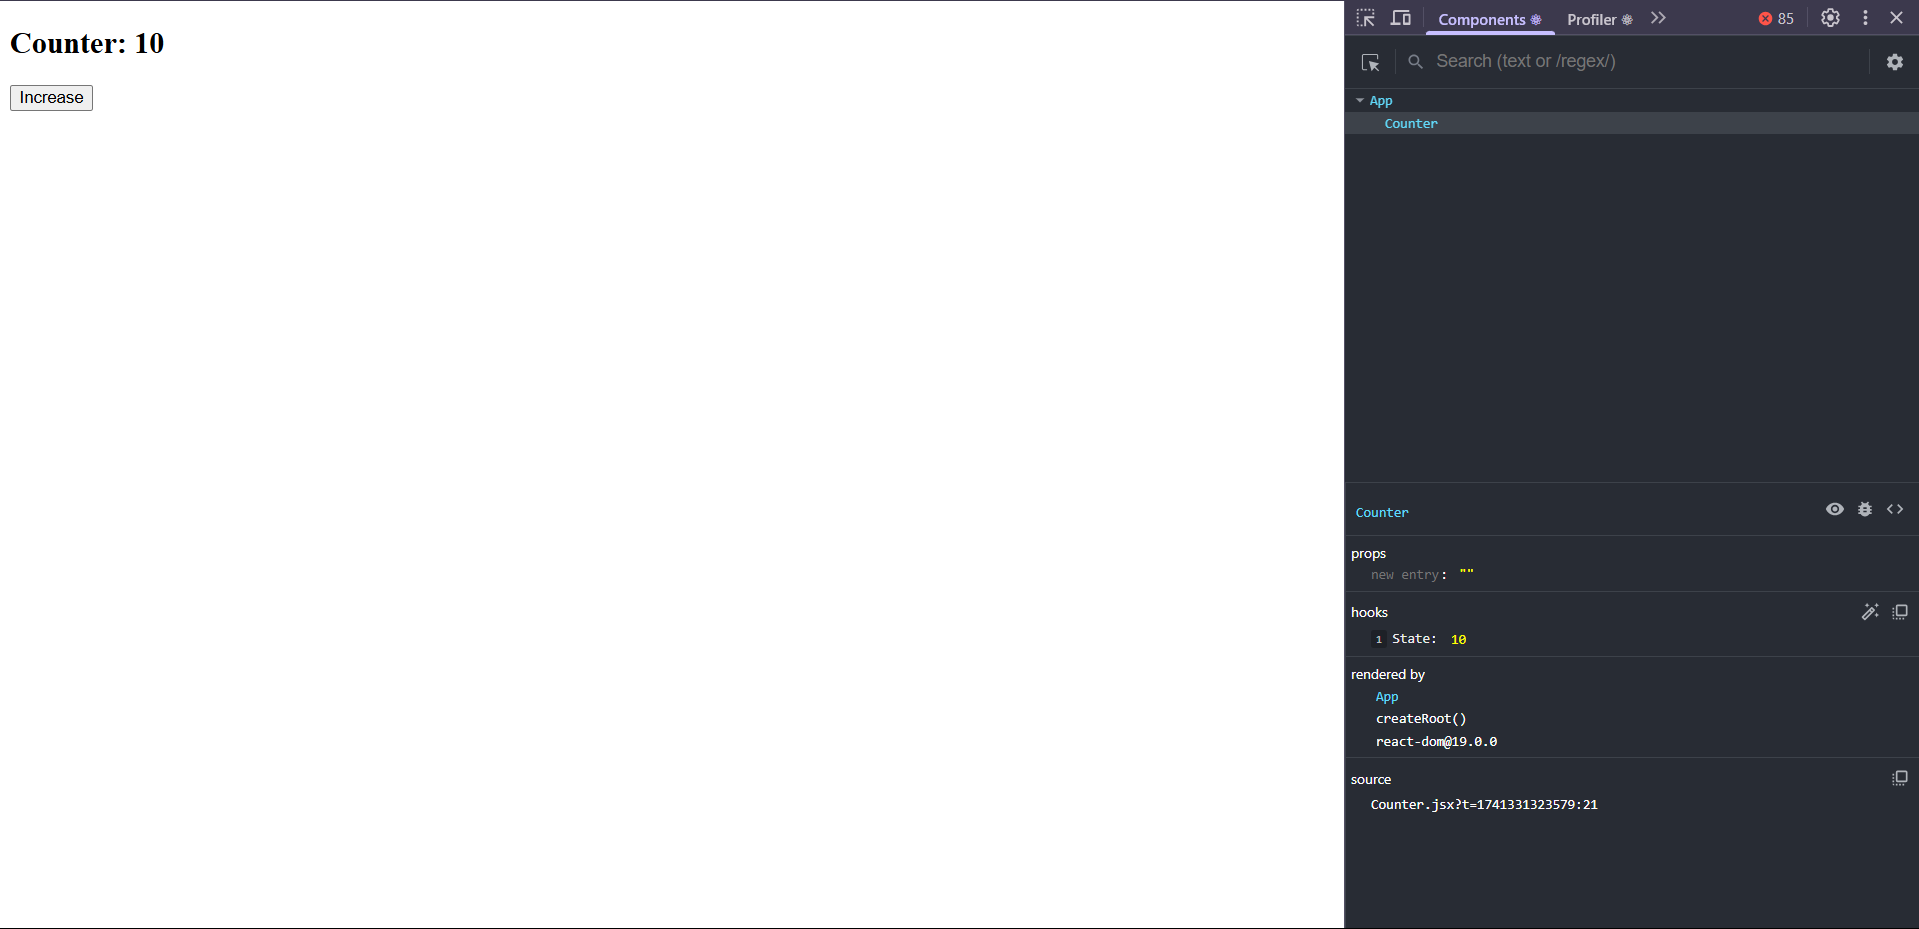 Counter: 10
Increase
Components
Profiler
85
Search (text or /regex/)
App
Counter
Counter
props
new entry: ""
hooks
1 State: 10
rendered by
App
createRoot()
react-dom@19.0.0
source
Counter.jsx?t=1741331323579:21